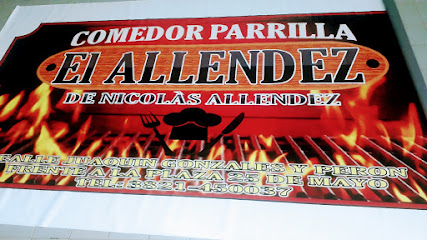 COMEDOR PARRILLA
El ALLENDEZ
DE NICOLÀS ALLENDEZ
CALLE JUAQUIN GONZALES Y PERON
FRENTE A LA PLAZA 25 DE MAYO
TEL: 3821-450037